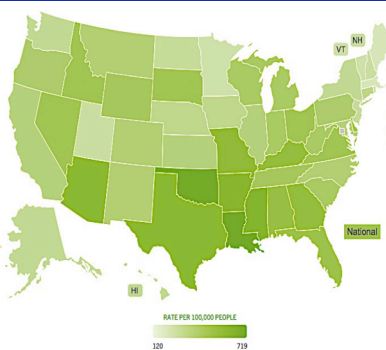 NH
VT
National
HI
RATE PER 100,000 PEOPLE
120 719